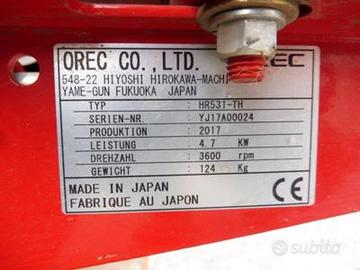 OREC CO., LTD.
OREC
548-22 HIYOSHI HIROKAWA-MACHI
YAME-GUN FUKUOKA JAPAN
TYP HR531-TH
SERIEN-NR. YJ17A00024
PRODUKTION 2017
LEISTUNG 4.7 KW
DREHZAHL 3600 rpm
GEWICHT 124 Kg
MADE IN JAPAN
FABRIQUE AU JAPON
CE
subito